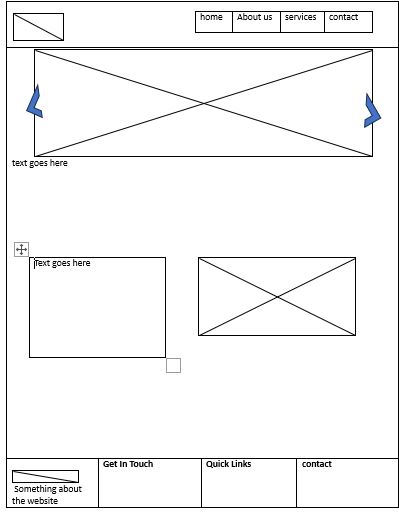 home About us services contact
text goes here
Text goes here
Get In Touch Quick Links contact
Something about
the website